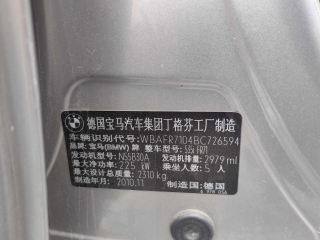 德国宝马汽车集团丁格芬工厂制造
车辆识别代号:WBAFR7104BC726594
品牌:宝马(BMW)牌 整车型号:535i FR71
发动机型号:N55B30A 发动机排量:2979ml
最大净功率:225 kW 乘坐人数:5 人
最大设计总质量:2310kg
制造年月:2010.11 制造国:德国